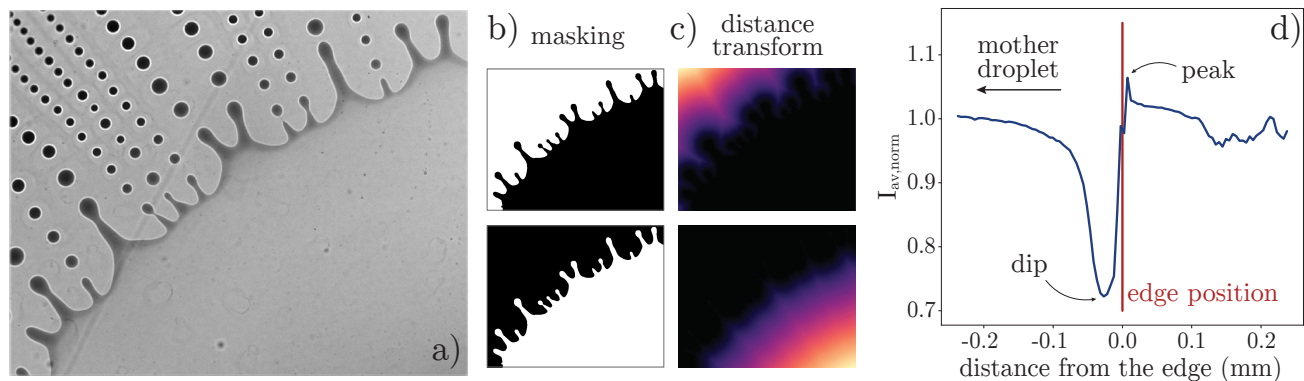 a)
b) masking
c) distance
transform
d)
1.1
1.0
0.9
0.8
0.7
I_av,norm
mother
droplet
peak
dip
edge position
-0.2
-0.1
0.0
0.1
0.2
distance from the edge (mm)